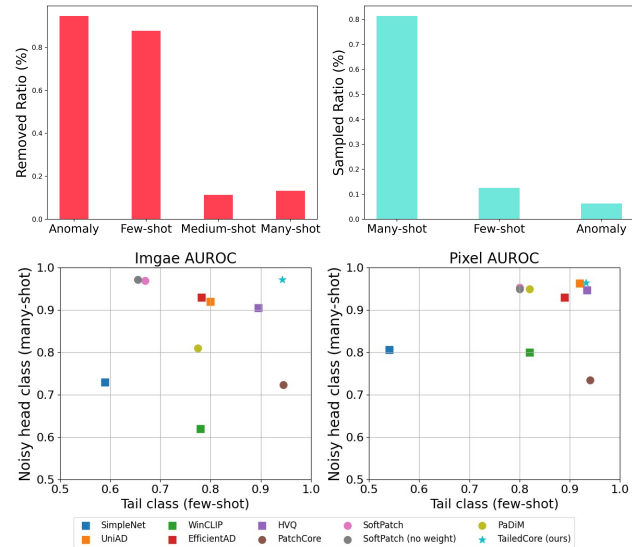 Removed Ratio (%)
0.8
0.6
0.4
0.2
0.0
Anomaly Few-shot Medium-shot Many-shot
Sampled Ratio (%)
0.8
0.7
0.6
0.5
0.4
0.3
0.2
0.1
0.0
Many-shot Few-shot Anomaly
Imgae AUROC
Noisy head class (many-shot)
1.0
0.9
0.8
0.7
0.6
0.5
0.5 0.6 0.7 0.8 0.9 1.0
Tail class (few-shot)
Pixel AUROC
Noisy head class (many-shot)
1.0
0.9
0.8
0.7
0.6
0.5
0.5 0.6 0.7 0.8 0.9 1.0
Tail class (few-shot)
SimpleNet WinCLIP HVQ SoftPatch PaDiM
UniAD EfficientAD PatchCore SoftPatch (no weight) TailedCore (ours)